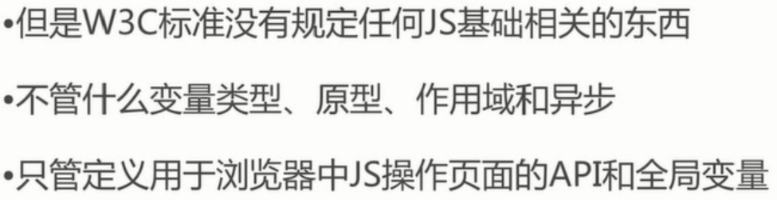 •但是W3C标准没有规定任何JS基础相关的东西
•不管什么变量类型、原型、作用域和异步
•只管定义用于浏览器中JS操作页面的API和全局变量